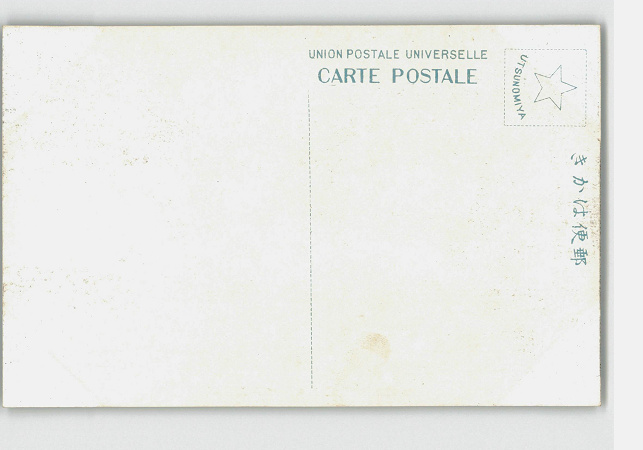 UNION POSTALE UNIVERSELLE
CARTE POSTALE
UTSUNOMIYA
郵便はかき